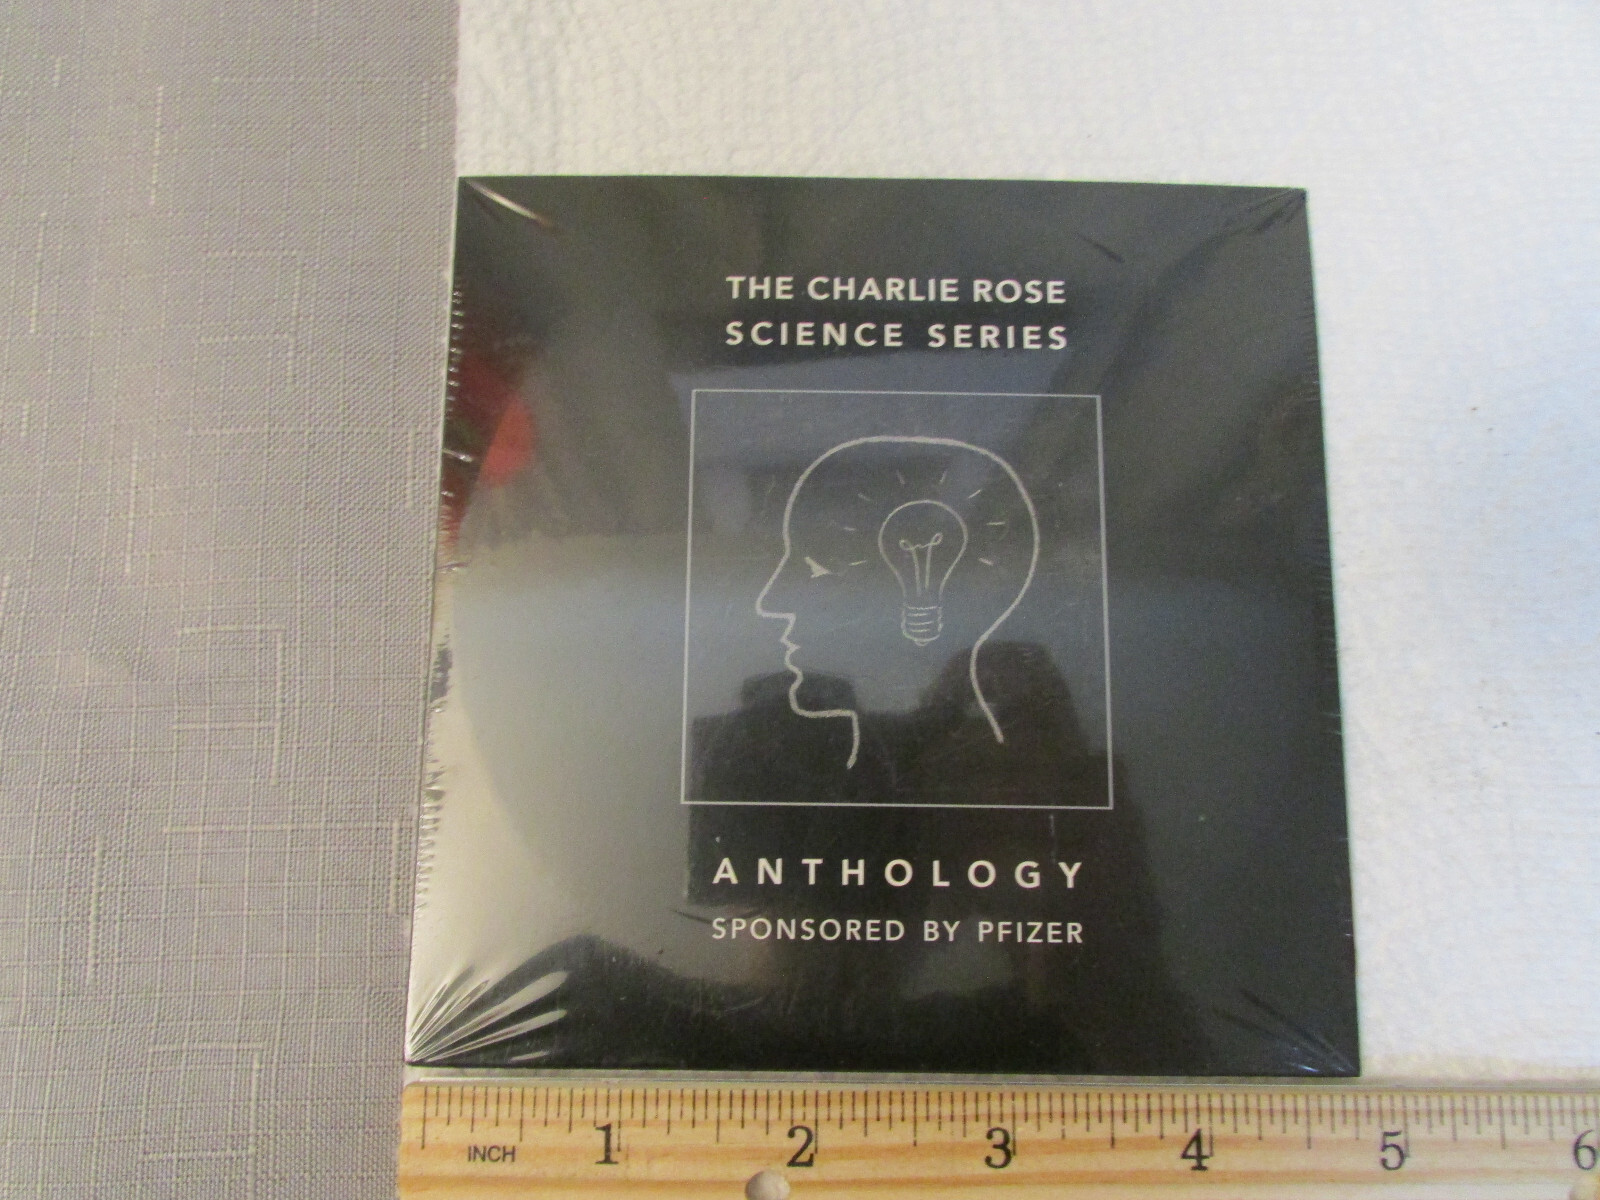 THE CHARLIE ROSE
SCIENCE SERIES
ANTHOLOGY
SPONSORED BY PFIZER
INCH 1 2 3 4 5 6